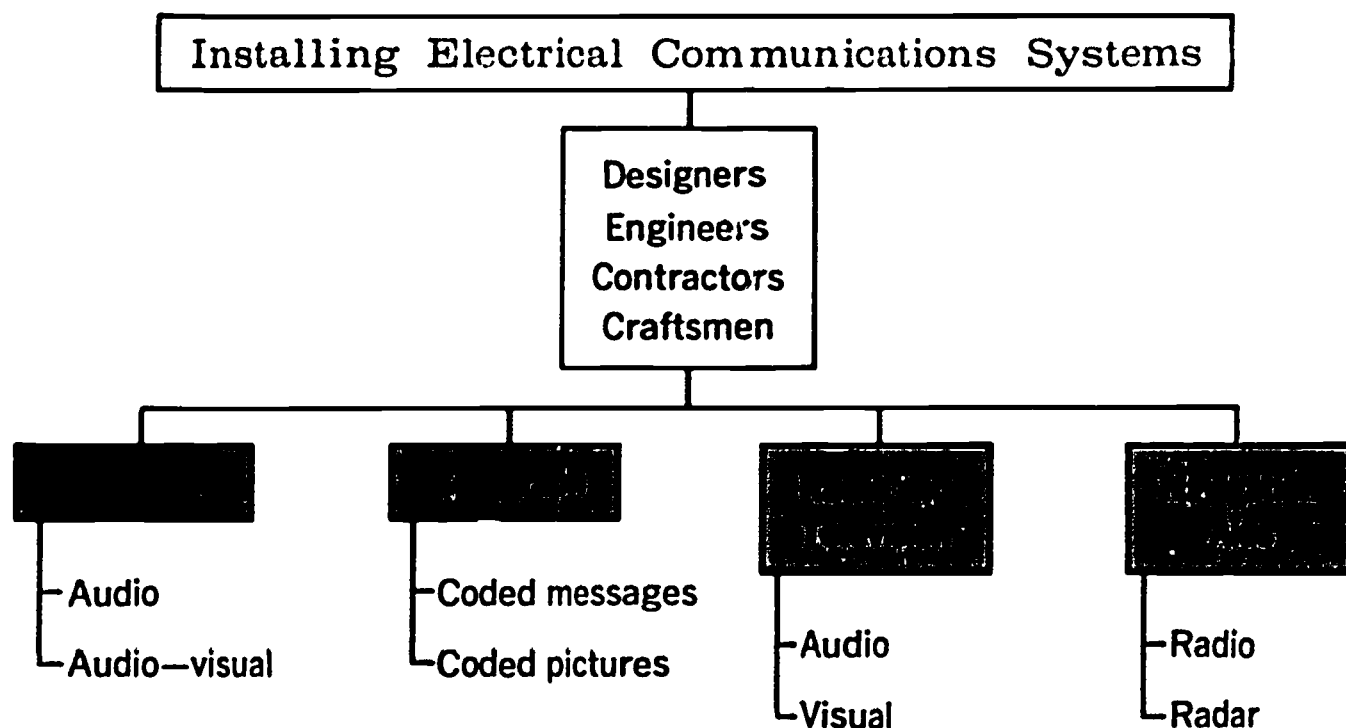 Installing Electrical Communications Systems
Designers
Engineers
Contractors
Craftsmen
Audio
Audio—visual
Coded messages
Coded pictures
Audio
Visual
Radio
Radar